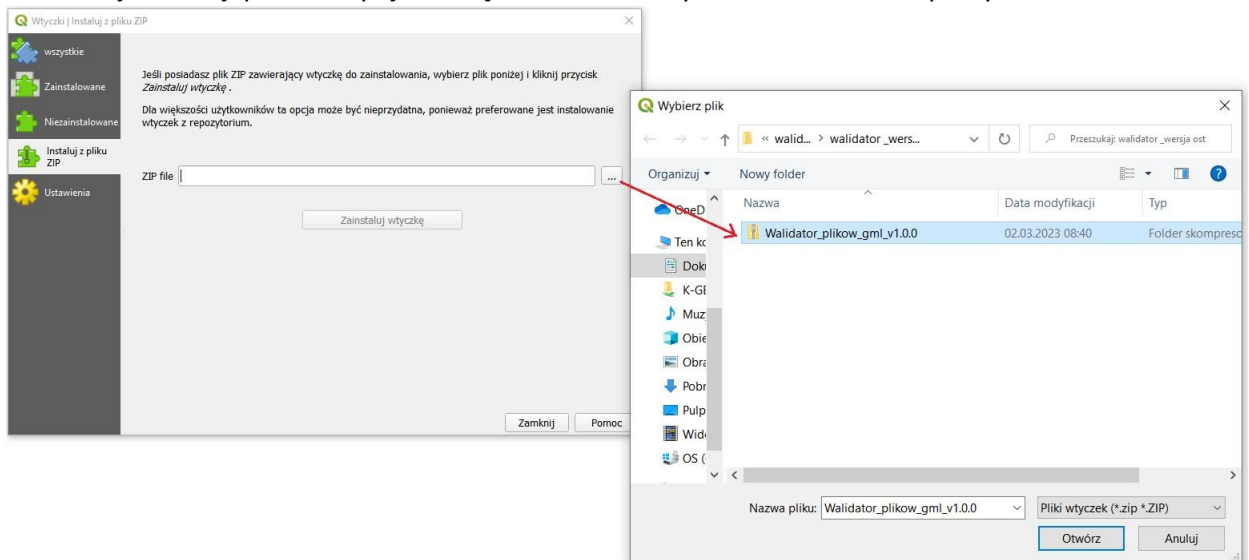 Wtyczki | Instaluj z pliku ZIP
wszystkie
Zainstalowane
Niezainstalowane
Instaluj z pliku
ZIP
Ustawienia
Jeśli posiadasz plik ZIP zawierający wtyczkę do zainstalowania, wybierz plik poniżej i kliknij przycisk
Zainstaluj wtyczkę .
Dla większości użytkowników ta opcja może być nieprzydatna, ponieważ preferowane jest instalowanie
wtyczek z repozytorium.
ZIP file
...
Zainstaluj wtyczkę
Zamknij Pomoc
Wybierz plik
« walid... > walidator _wers...
Przeszukaj: walidator _wersja ost
Organizuj Nowy folder
Nazwa Data modyfikacji Typ
Walidator_plikow_gml_v1.0.0 02.03.2023 08:40 Folder skompresc
OneD
Ten kc
Doku
K-GE
Muz
Obie
Obra
Pobr
Pulp
Wide
OS (
Nazwa pliku: Walidator_plikow_gml_v1.0.0 Pliki wtyczek (*.zip *.ZIP)
Otwórz Anuluj